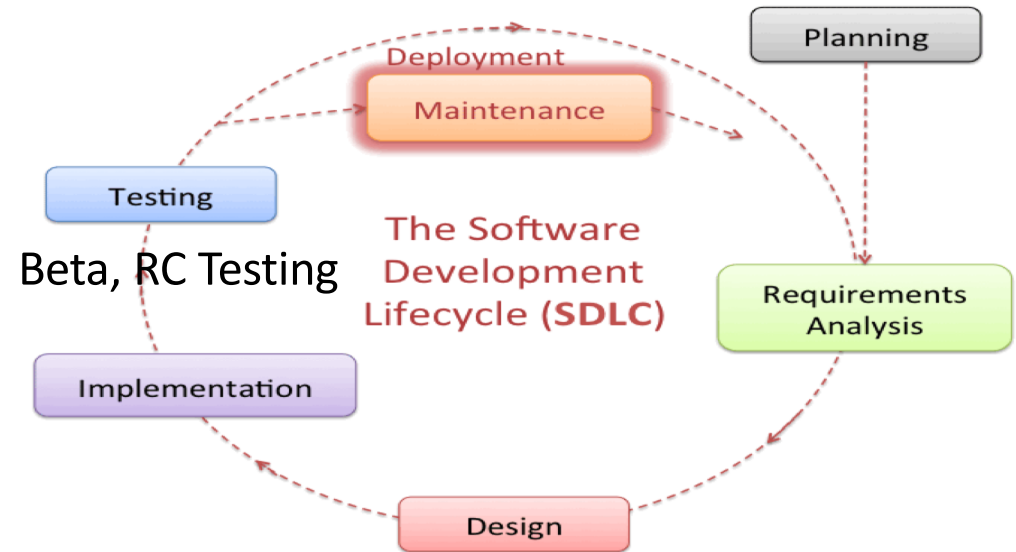 Planning
Deployment
Maintenance
Testing
The Software
Development
Lifecycle (SDLC)
Beta, RC Testing
Requirements
Analysis
Implementation
Design